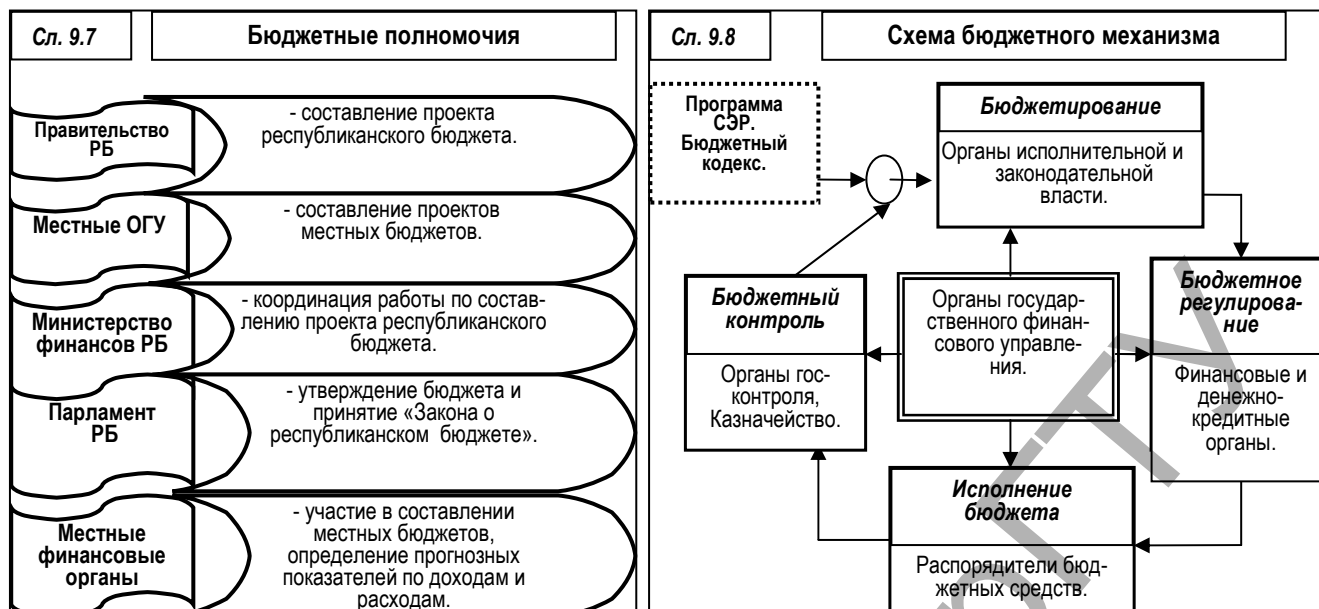 Сл. 9.7
Бюджетные полномочия
Правительство
РБ
- составление проекта
республиканского бюджета.
Местные ОГУ
- составление проектов
местных бюджетов.
Министерство
финансов РБ
- координация работы по состав-
лению проекта республиканского
бюджета.
Парламент
РБ
- утверждение бюджета и
принятие «Закона о
республиканском бюджете».
Местные
финансовые
органы
- участие в составлении
местных бюджетов,
определение прогнозных
показателей по доходам и
расходам.
Сл. 9.8
Схема бюджетного механизма
Программа
СЭР.
Бюджетный
кодекс.
Бюджетирование
Органы исполнительной и
законодательной
власти.
Бюджетный
контроль
Органы гос-
контроля,
Казначейство.
Органы государ-
ственного финан-
сового управле-
ния.
Бюджетное
регулирова-
ние
Финансовые и
денежно-
кредитные
органы.
Исполнение
бюджета
Распорядители бюд-
жетных средств.